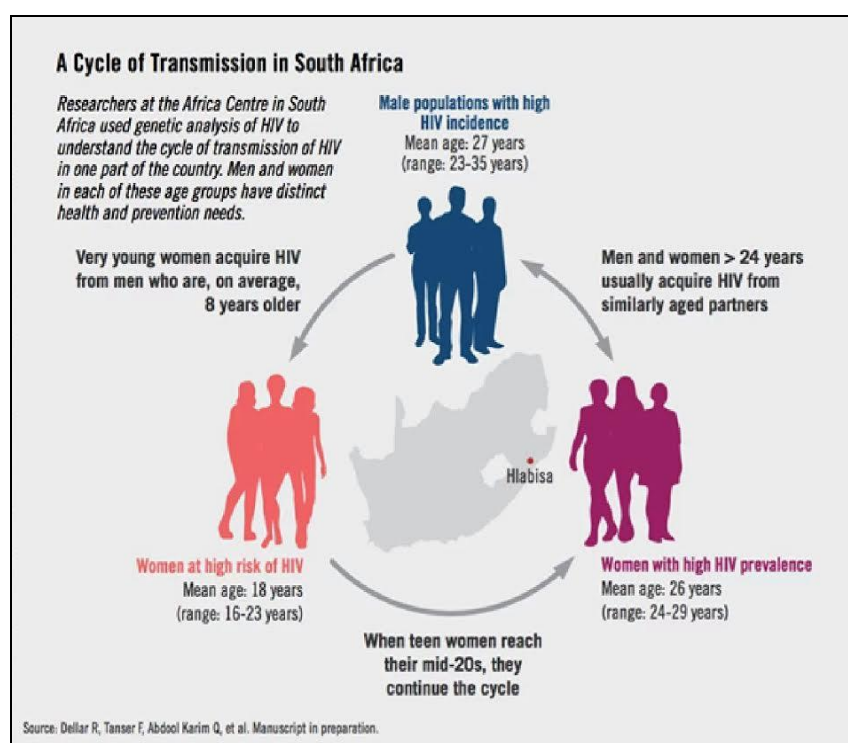 A Cycle of Transmission in South Africa
Researchers at the Africa Centre in South
Africa used genetic analysis of HIV to
understand the cycle of transmission of HIV
in one part of the country. Men and women
in each of these age groups have distinct
health and prevention needs.
Male populations with high
HIV incidence
Mean age: 27 years
(range: 23-35 years)
Very young women acquire HIV
from men who are, on average,
8 years older
Men and women > 24 years
usually acquire HIV from
similarly aged partners
Hlabisa
Women at high risk of HIV
Mean age: 18 years
(range: 16-23 years)
Women with high HIV prevalence
Mean age: 26 years
(range: 24-29 years)
When teen women reach
their mid-20s, they
continue the cycle
Source: Dellar R, Tanser F, Abdool Karim Q, et al. Manuscript in preparation.